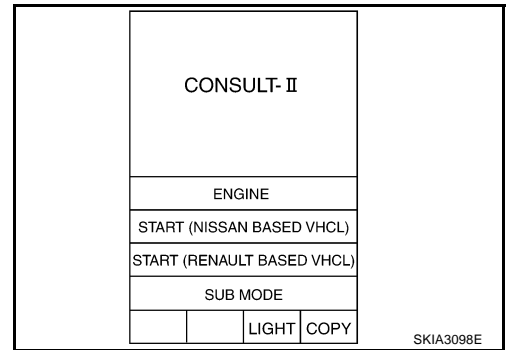 CONSULT-II
ENGINE
START (NISSAN BASED VHCL)
START (RENAULT BASED VHCL)
SUB MODE
LIGHT COPY
SKIA3098E